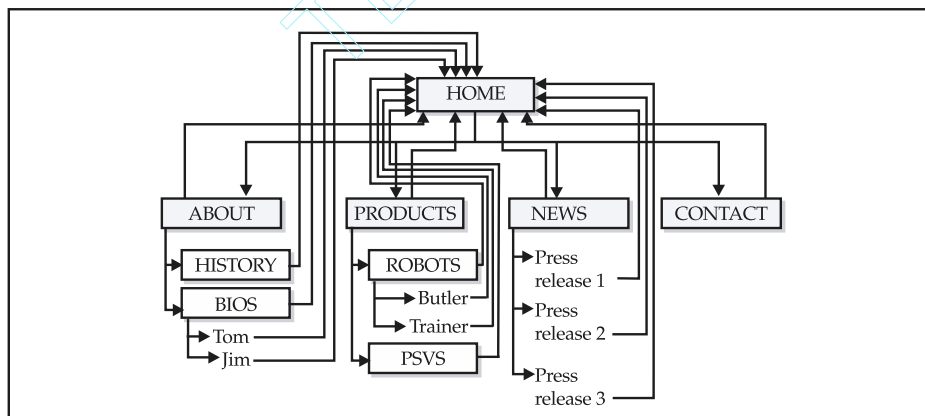 HOME
ABOUT
PRODUCTS
NEWS
CONTACT
HISTORY
BIOS
Tom
Jim
ROBOTS
Butler
Trainer
PSVS
Press
release 1
Press
release 2
Press
release 3